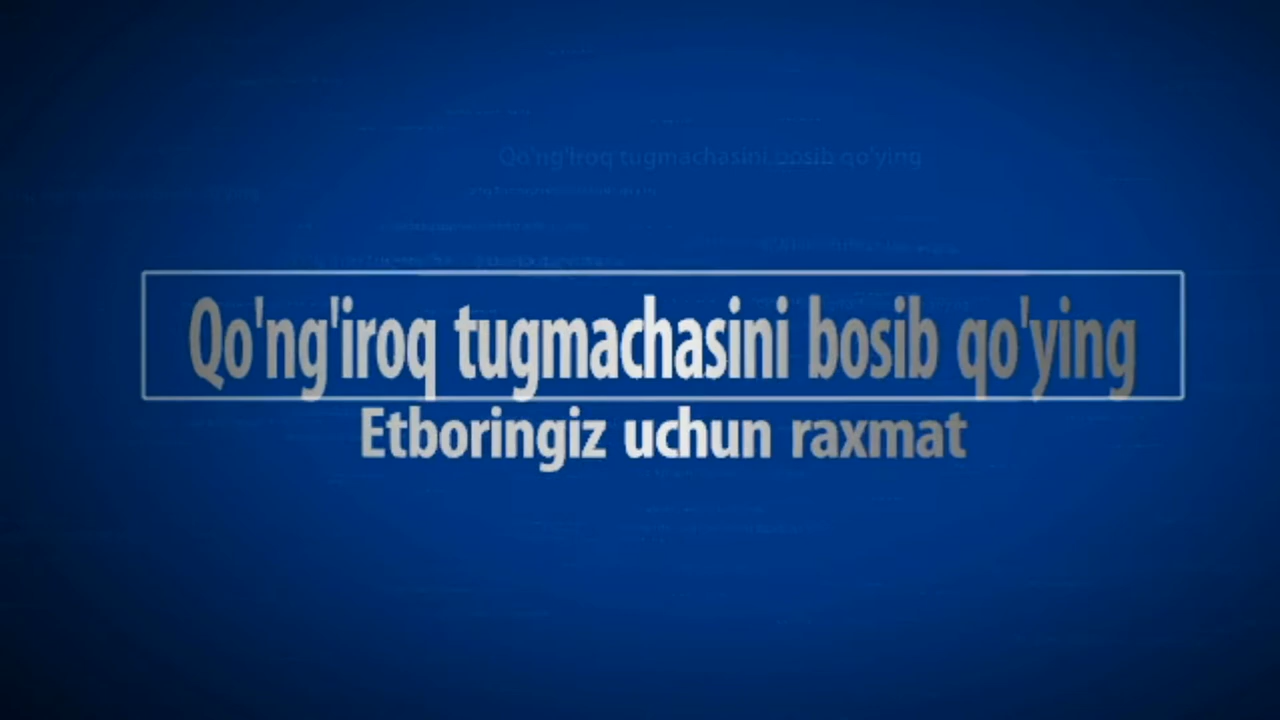 Qo'ng'iroq tugmachasini bosib qo'ying
Qo'ng'iroq tugmachasini bosib qo'ying
Etboringiz uchun raxmat